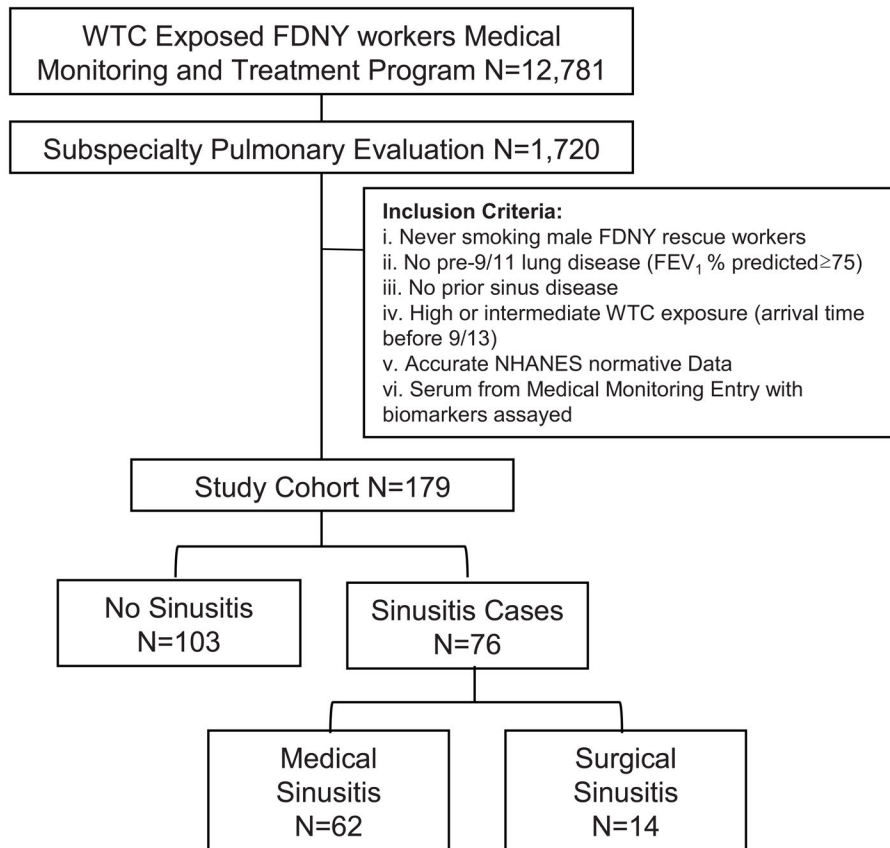 WTC Exposed FDNY workers Medical
Monitoring and Treatment Program N=12,781
Subspecialty Pulmonary Evaluation N=1,720
Inclusion Criteria:
i. Never smoking male FDNY rescue workers
ii. No pre-9/11 lung disease (FEV₁ % predicted≥75)
iii. No prior sinus disease
iv. High or intermediate WTC exposure (arrival time
before 9/13)
v. Accurate NHANES normative Data
vi. Serum from Medical Monitoring Entry with
biomarkers assayed
Study Cohort N=179
No Sinusitis
N=103
Sinusitis Cases
N=76
Medical
Sinusitis
N=62
Surgical
Sinusitis
N=14